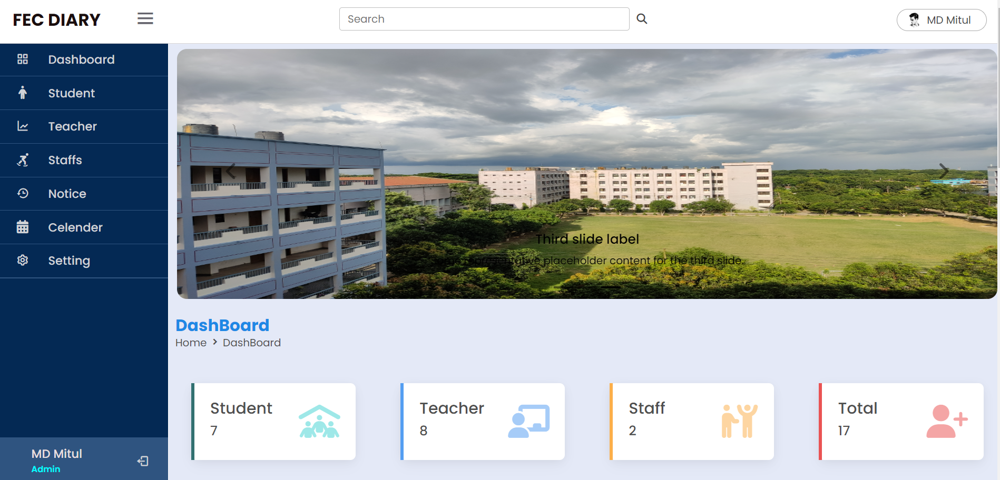 FEC DIARY
Search
MD Mitul
Dashboard
Student
Teacher
Staffs
Notice
Celender
Setting
MD Mitul
Admin
Third slide label
representative placeholder content for the third slide.
DashBoard
Home > DashBoard
Student
7
Teacher
8
Staff
2
Total
17